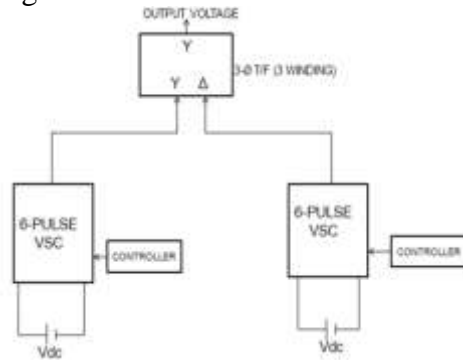 OUTPUT VOLTAGE
Y
Y Δ
3-Ø T/F (3 WINDING)
6-PULSE
VSC
CONTROLLER
Vdc
6-PULSE
VSC
CONTROLLER
Vdc